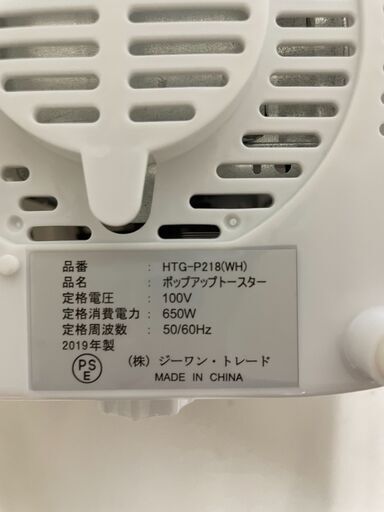 品番 : HTG-P218(WH)
品名 : ポップアップトースター
定格電圧 : 100V
定格消費電力 : 650W
定格周波数 : 50/60Hz
2019年製
PS
E
(株) ジーワン・トレード
MADE IN CHINA